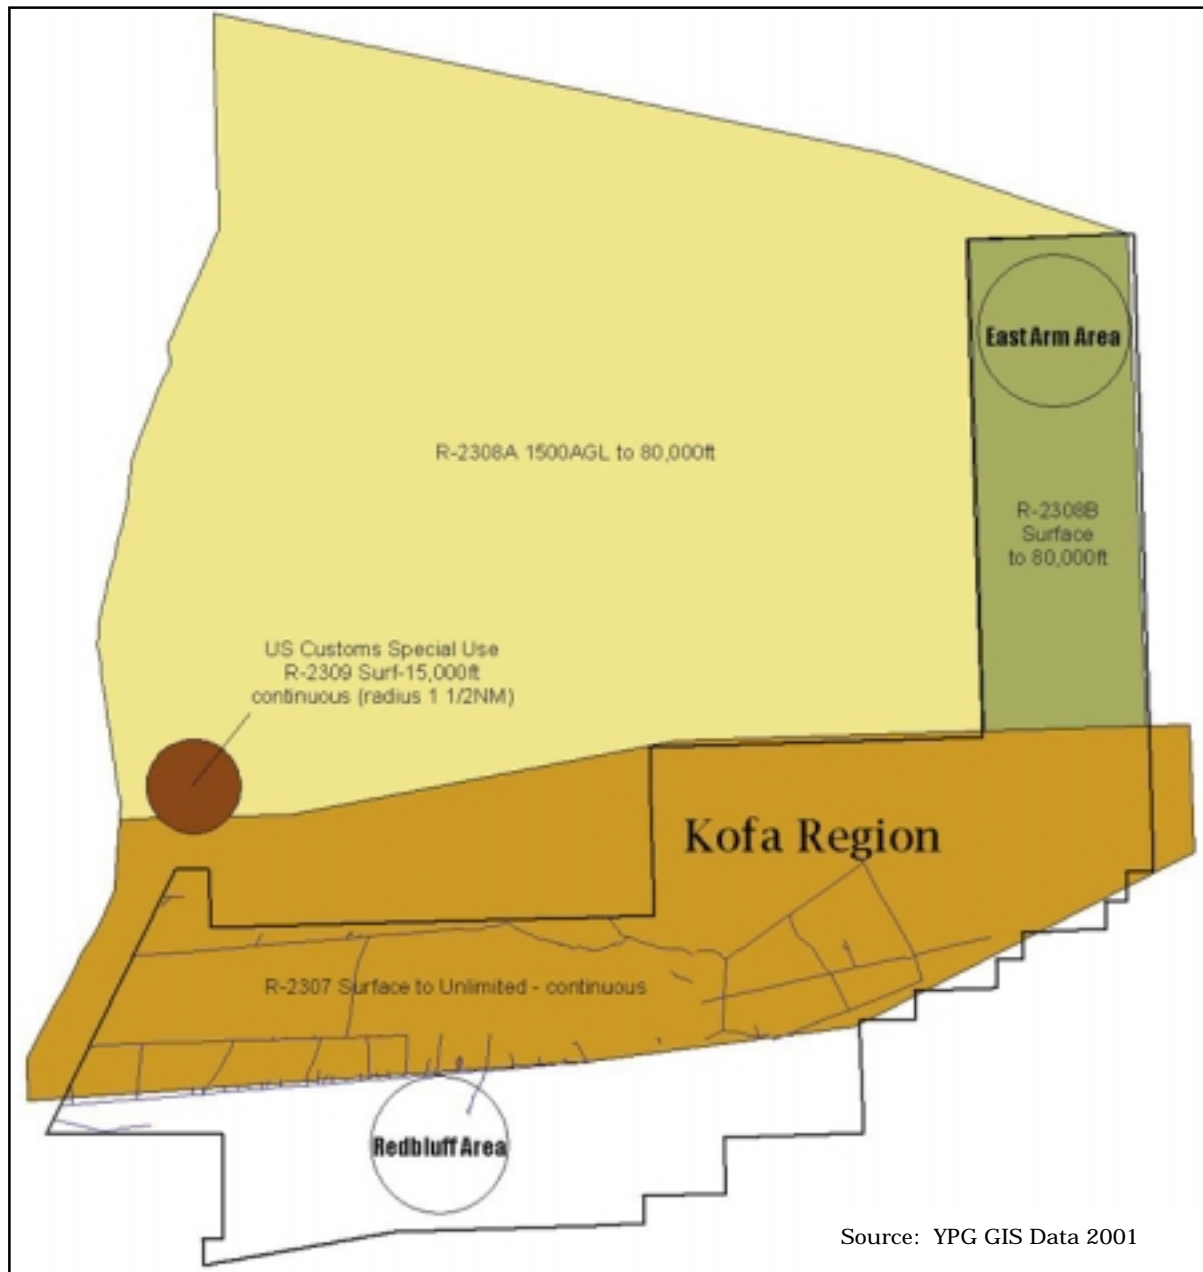 East Arm Area
R-2308A 1500AGL to 80,000ft
R-2308B
Surface
to 80,000ft
US Customs Special Use
R-2309 Surf-15,000ft
continuous (radius 1 1/2NM)
Kofa Region
R-2307 Surface to Unlimited - continuous
Redbluff Area
Source: YPG GIS Data 2001